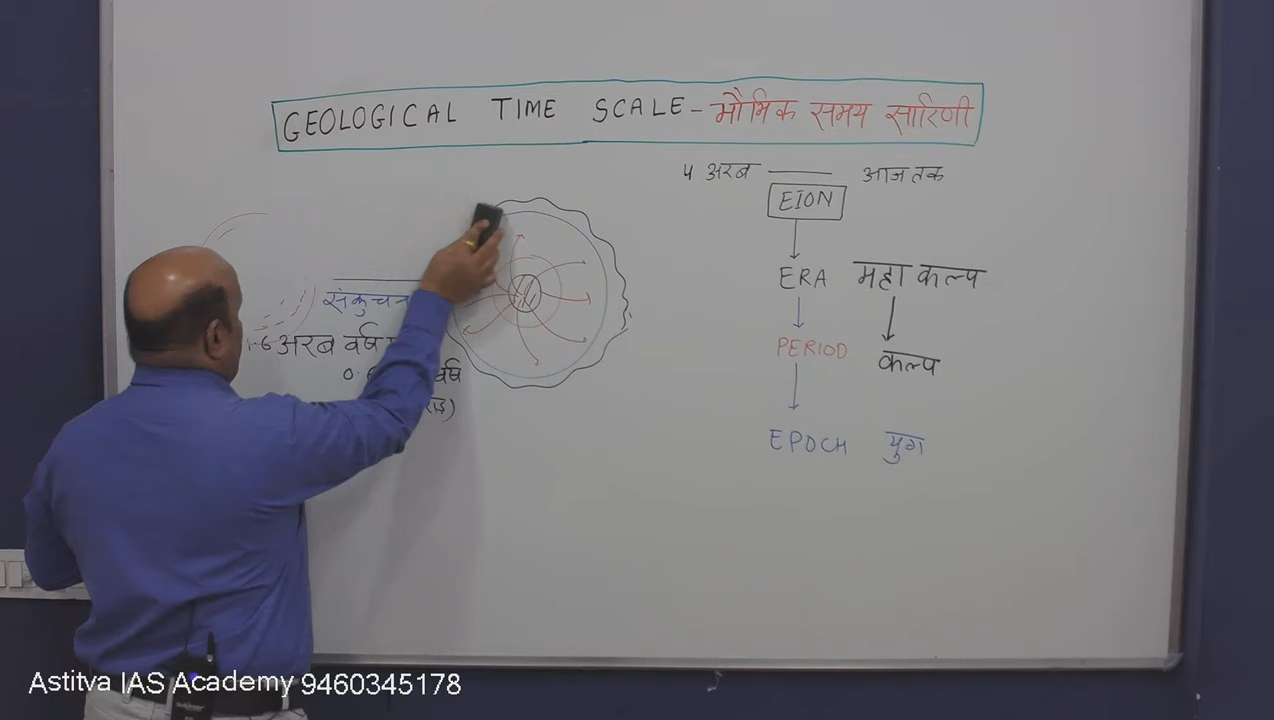 GEOLOGICAL TIME SCALE - भौमिक समय सारिणी
4 अरब — आज तक
EION
ERA महा कल्प
PERIOD कल्प
EPOCH युग
संकुचन
अरब वर्ष
Astitva IAS Academy 9460345178